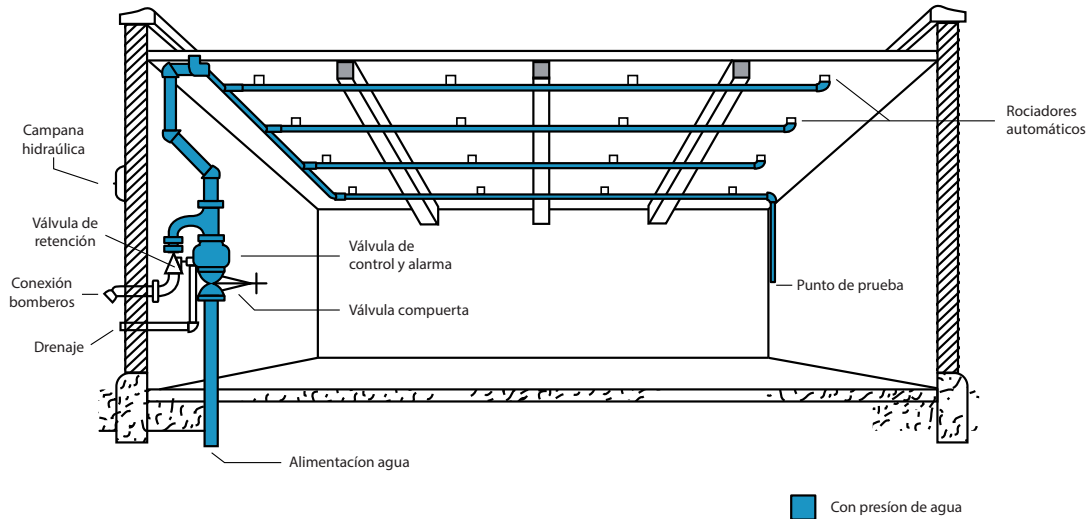 Campana
hidraúlica
Válvula de
retención
Conexión
bomberos
Drenaje
Válvula de
control y alarma
Válvula compuerta
Alimentacíon agua
Rociadores
automáticos
Punto de prueba
Con presíon de agua